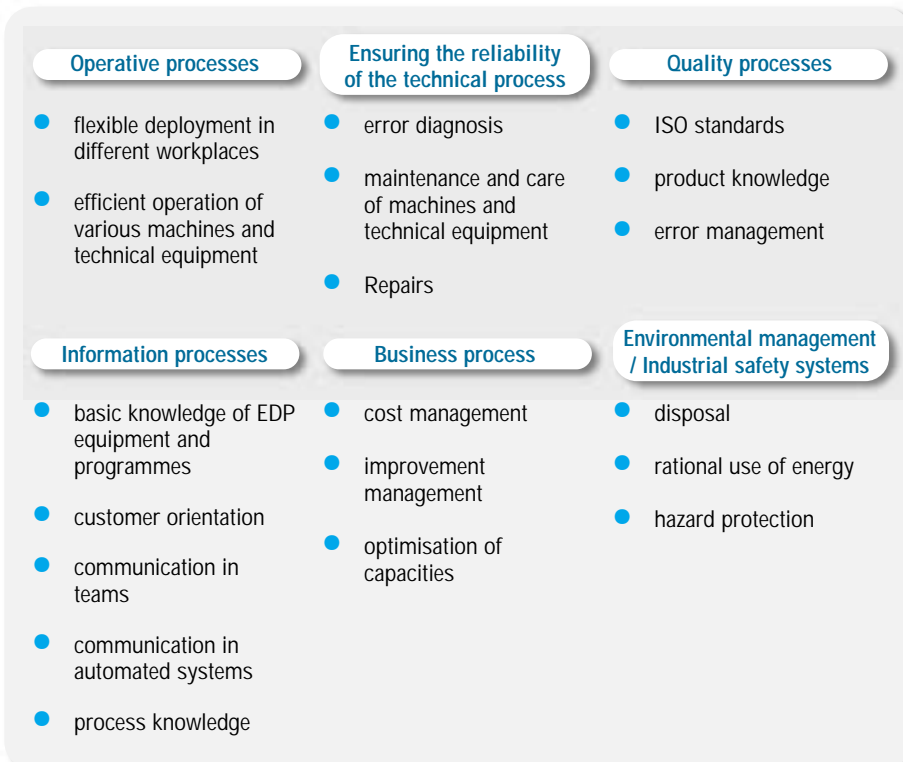 Operative processes
flexible deployment in
different workplaces
efficient operation of
various machines and
technical equipment
Ensuring the reliability
of the technical process
error diagnosis
maintenance and care
of machines and
technical equipment
Repairs
Quality processes
ISO standards
product knowledge
error management
Information processes
basic knowledge of EDP
equipment and
programmes
customer orientation
communication in
teams
communication in
automated systems
process knowledge
Business process
cost management
improvement
management
optimisation of
capacities
Environmental management
/ Industrial safety systems
disposal
rational use of energy
hazard protection